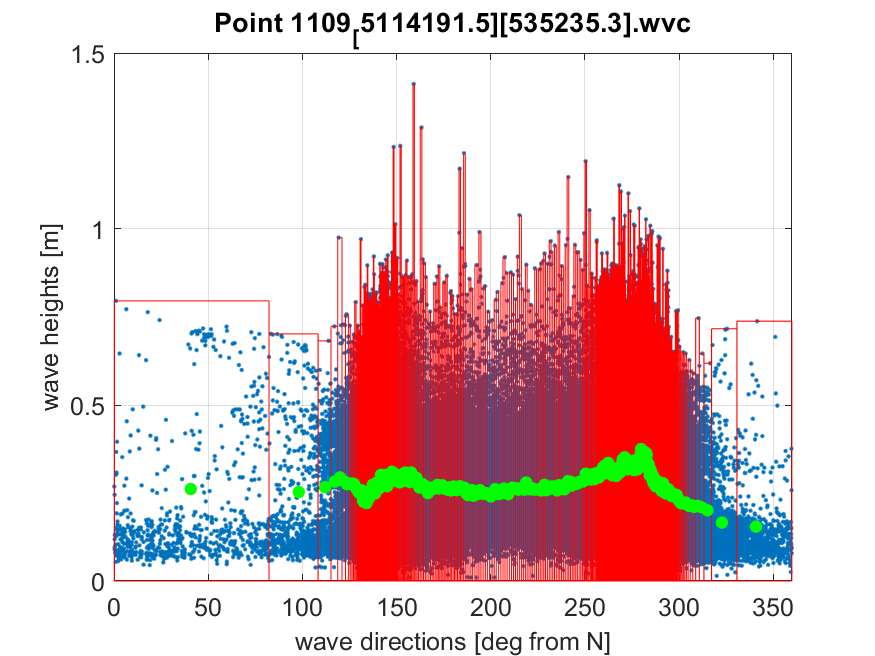 Point 1109[5114191.5][535235.3].wvc
1.5
1
0.5
0
wave heights [m]
0 50 100 150 200 250 300 350
wave directions [deg from N]